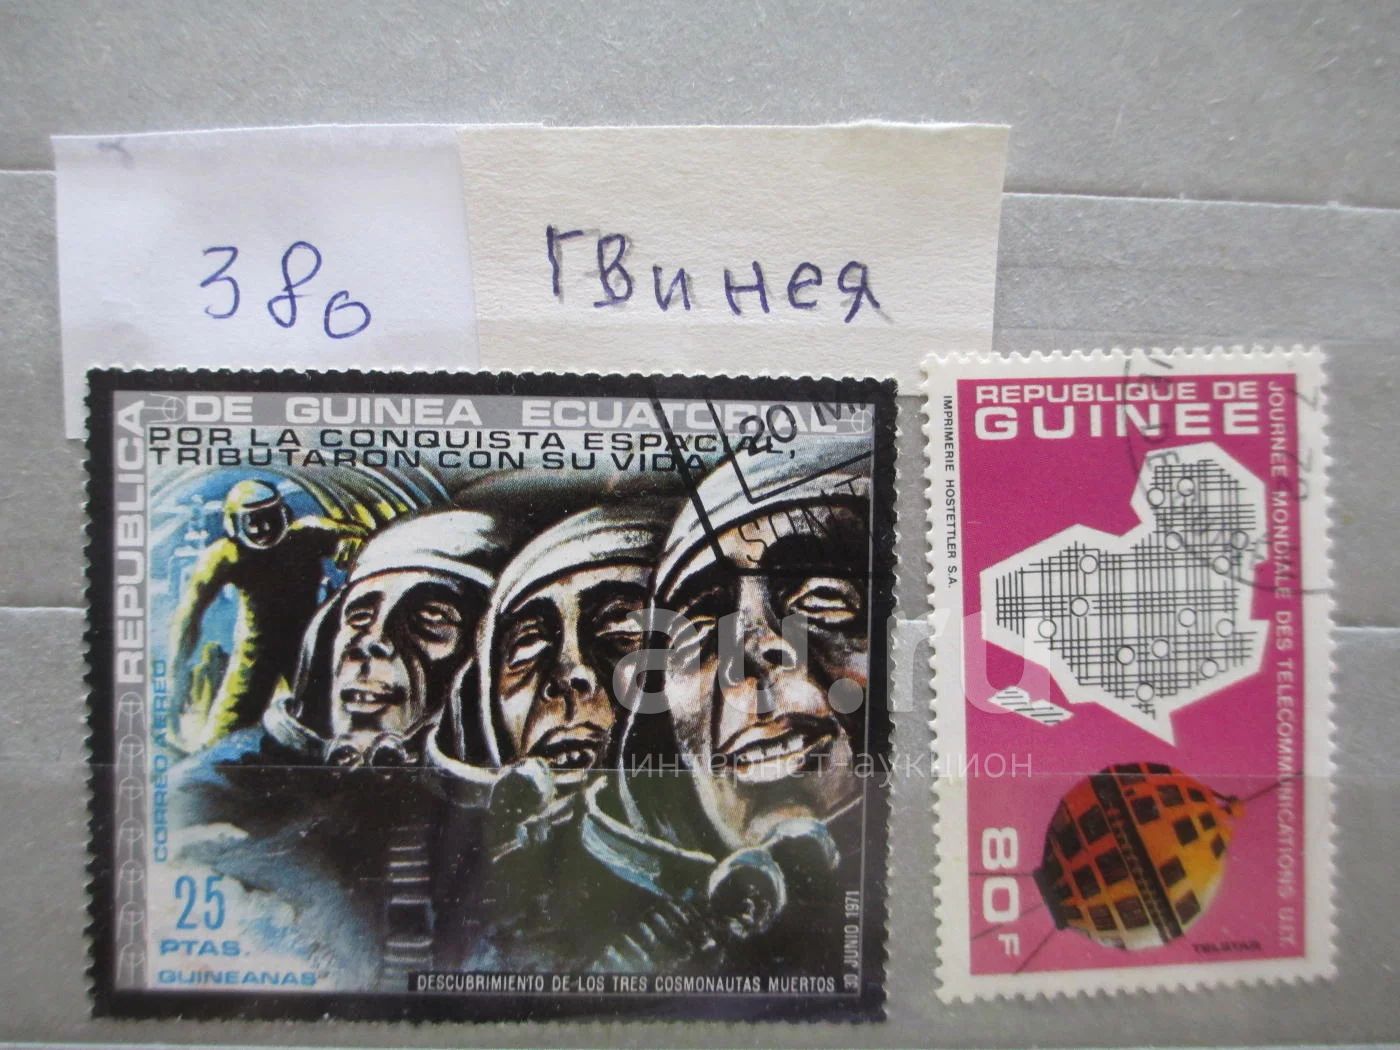 380
Гвинея
REPUBLICA DE GUINEA ECUATORIAL
POR LA CONQUISTA ESPACIAL,
TRIBUTARON CON SU VIDA
20
CORREO AEREO
25
PTAS.
GUINEANAS
DESCUBRIMIENTO DE LOS TRES COSMONAUTAS MUERTOS
30 JUNIO 1971
REPUBLIQUE DE
GUINEE
IMPRIMERIE HOSTETTLER S.A.
JOURNEE MONDIALE DES TELECOMMUNICATIONS U.I.T.
80F
TELSTAR
au.ru
интернет-аукцион